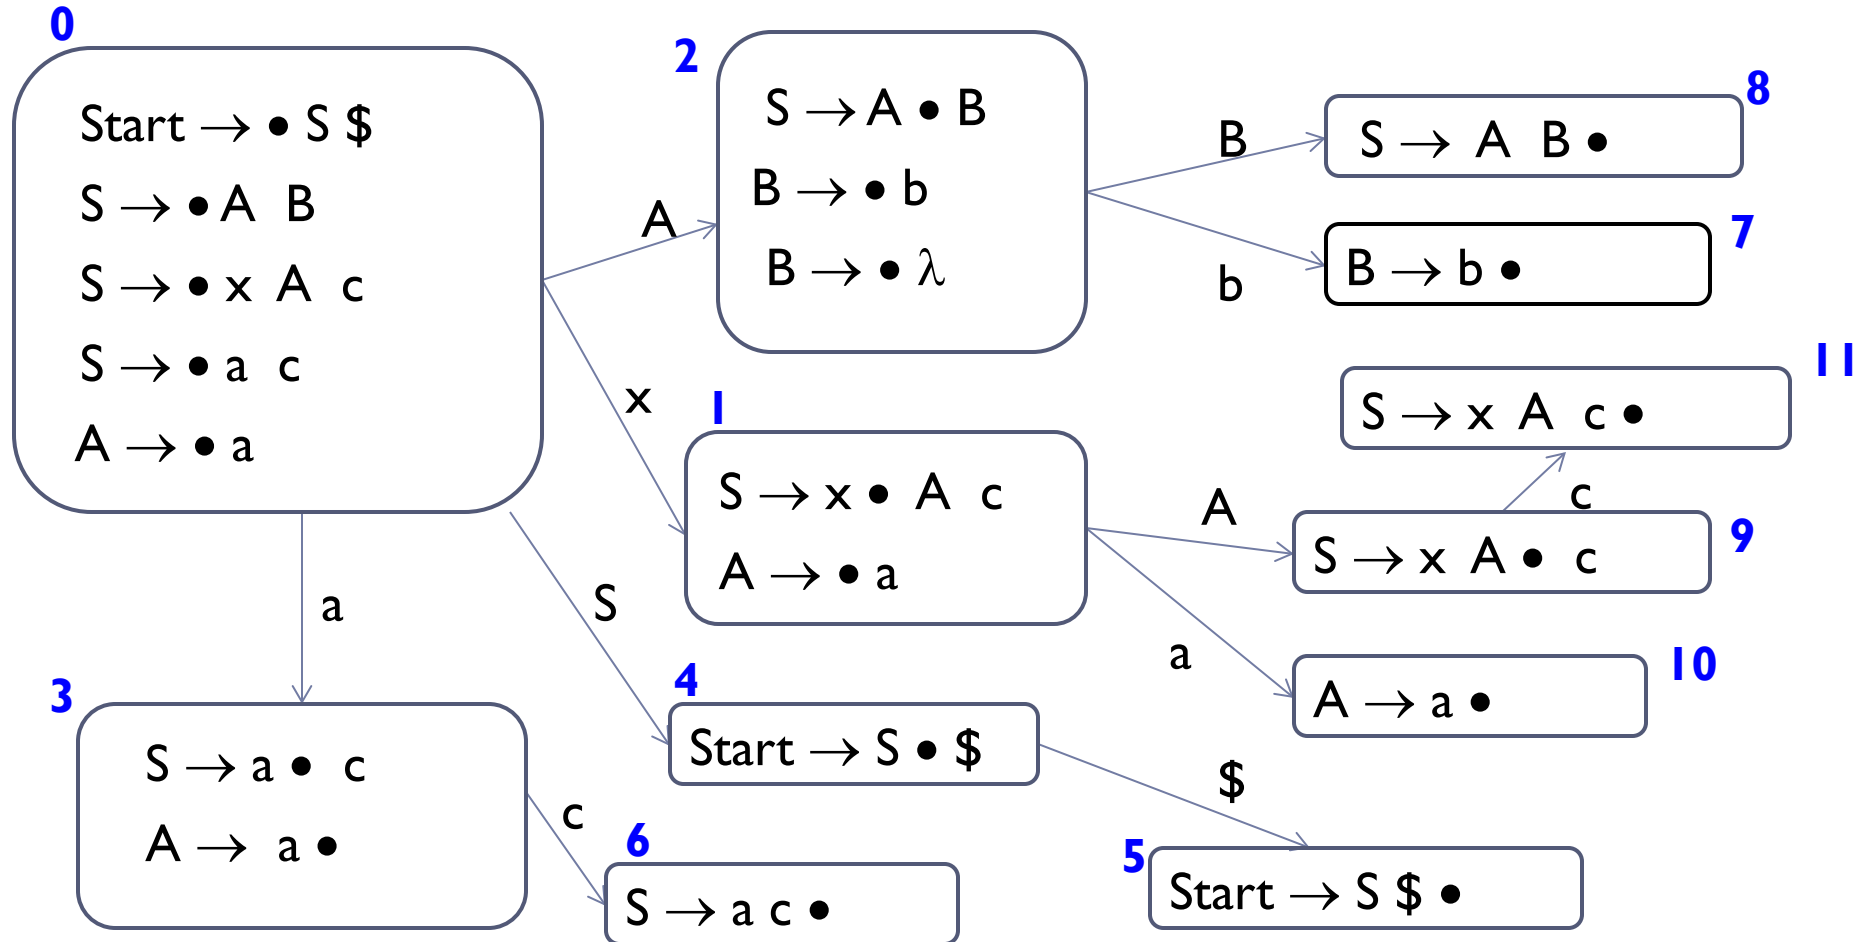 0
Start → • S $
S → • A B
S → • x A c
S → • a c
A → • a
A
x
a
S
2
S → A • B
B → • b
B → • λ
B
b
8
S → A B •
7
B → b •
1
S → x • A c
A → • a
A
a
11
S → x A c •
c
9
S → x A • c
10
A → a •
3
S → a • c
A → a •
c
4
Start → S • $
$
6
S → a c •
5
Start → S $ •